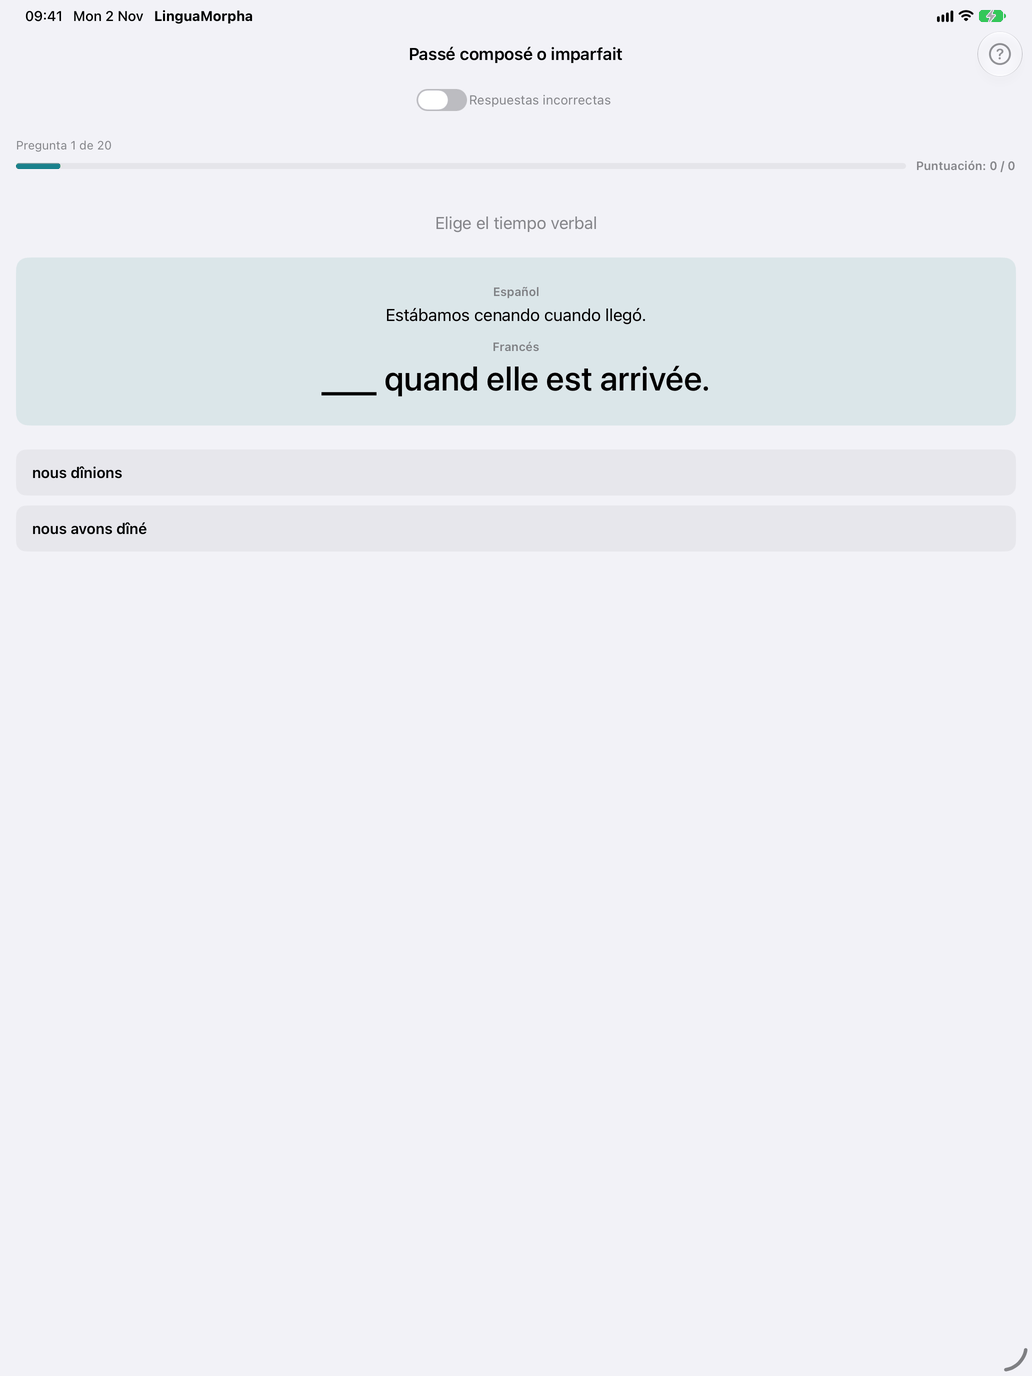 09:41 Mon 2 Nov LinguaMorpha
Passé composé o imparfait
Respuestas incorrectas
Pregunta 1 de 20
Puntuación: 0 / 0
Elige el tiempo verbal
Español
Estábamos cenando cuando llegó.
Francés
____ quand elle est arrivée.
nous dînions
nous avons dîné